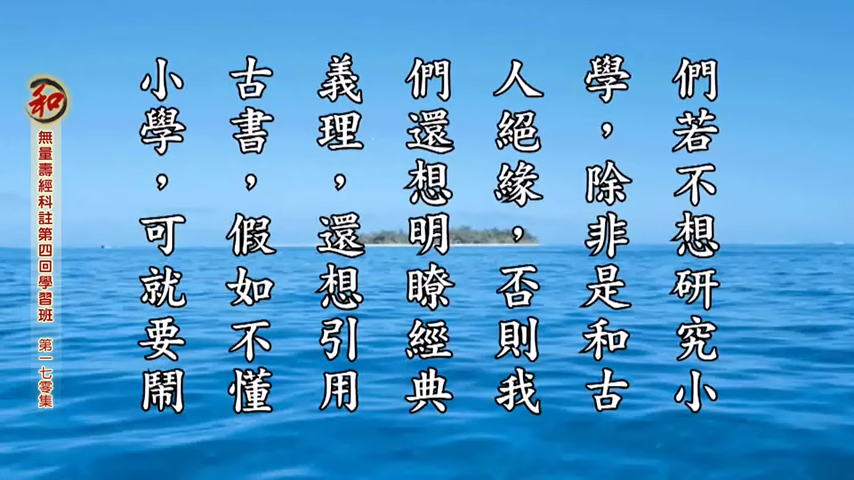 們若不想研究小
學，除非是和古
人絕緣，否則我
們還想明瞭經典
義理，還想引用
古書，假如不懂
小學，可就要鬧
和
無量壽經科註第四回學習班 第一七零集